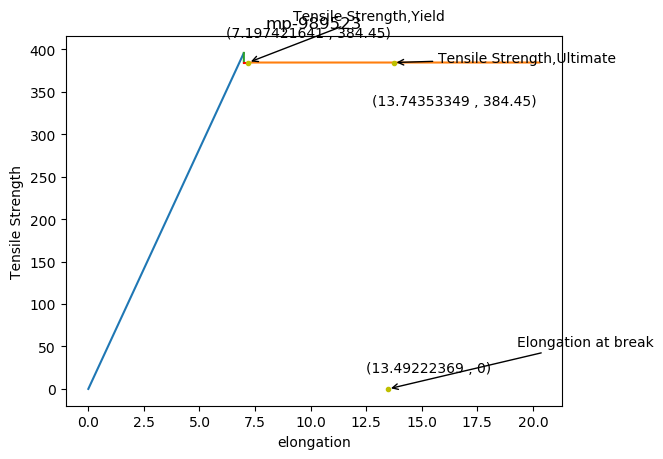 Tensile Strength,Yield
mp-989523
(7.197421641 , 384.45)
Tensile Strength,Ultimate
(13.74353349 , 384.45)
Elongation at break
(13.49222369 , 0)
Tensile Strength
400
350
300
250
200
150
100
50
0
0.0 2.5 5.0 7.5 10.0 12.5 15.0 17.5 20.0
elongation